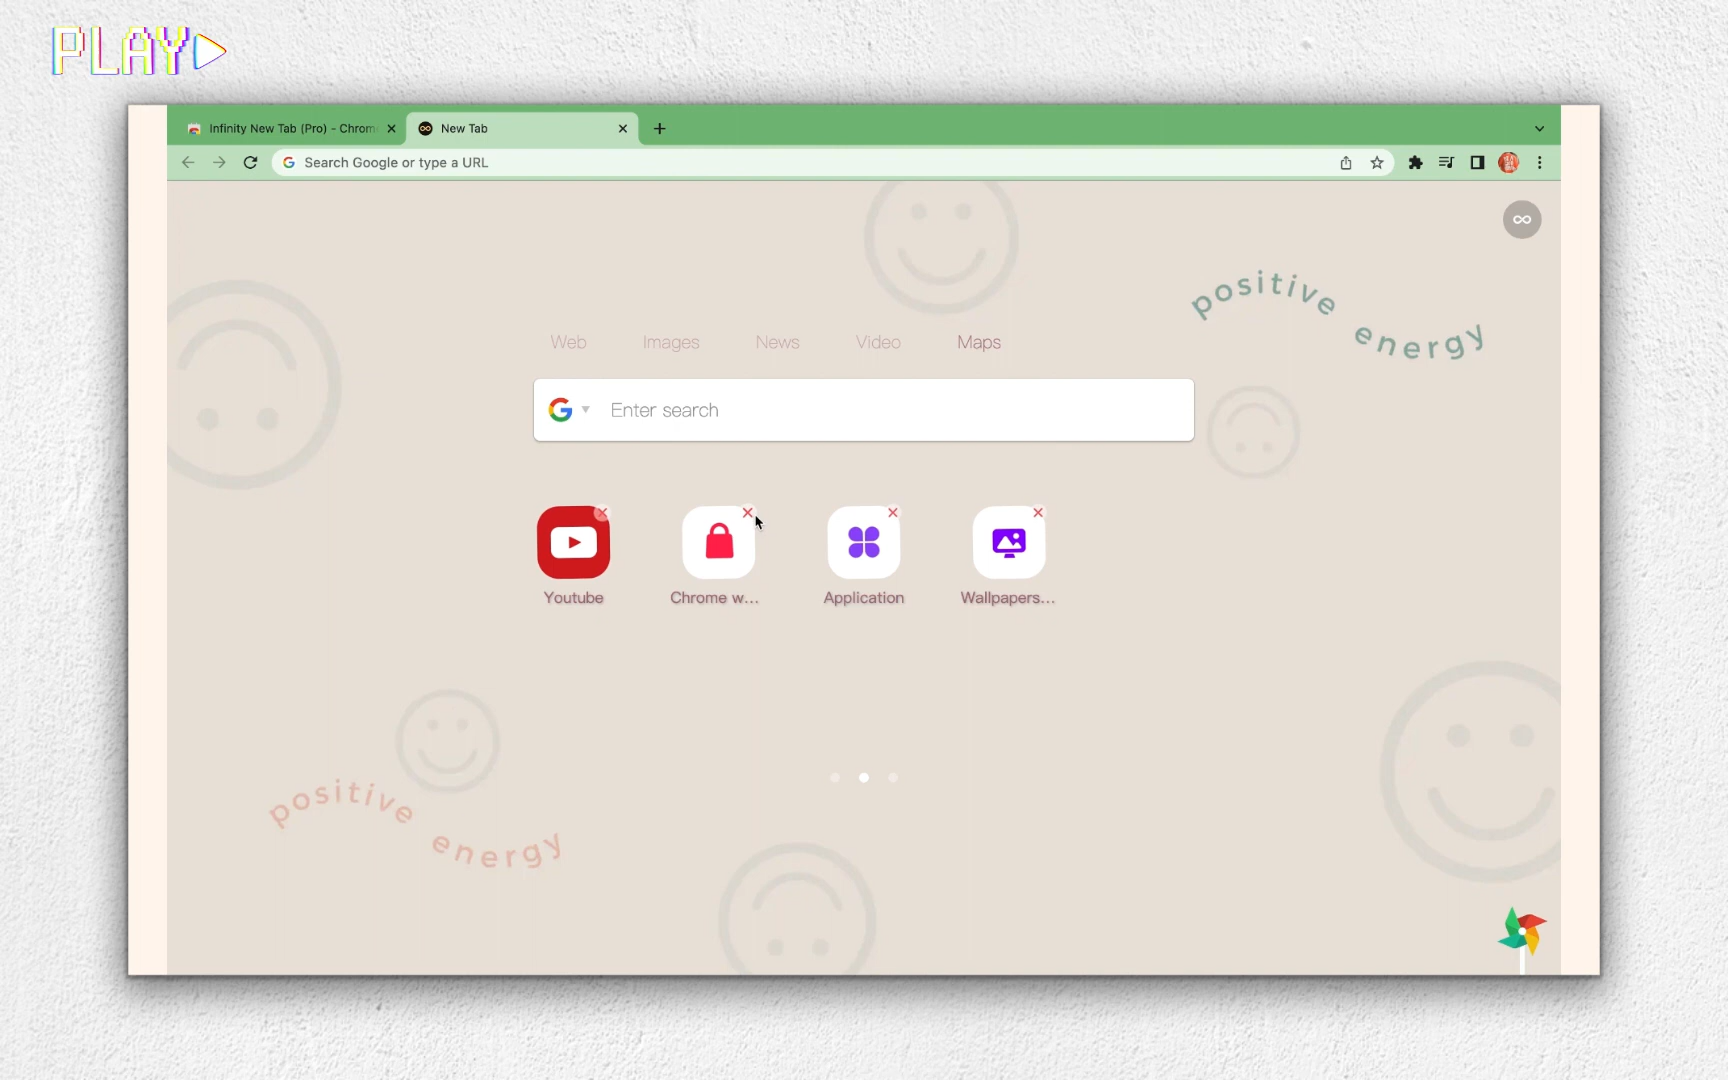 PLAY
Infinity New Tab (Pro) - Chrom
New Tab
Search Google or type a URL
positive energy
Web Images News Video Maps
Enter search
Youtube Chrome w... Application Wallpapers...
positive energy